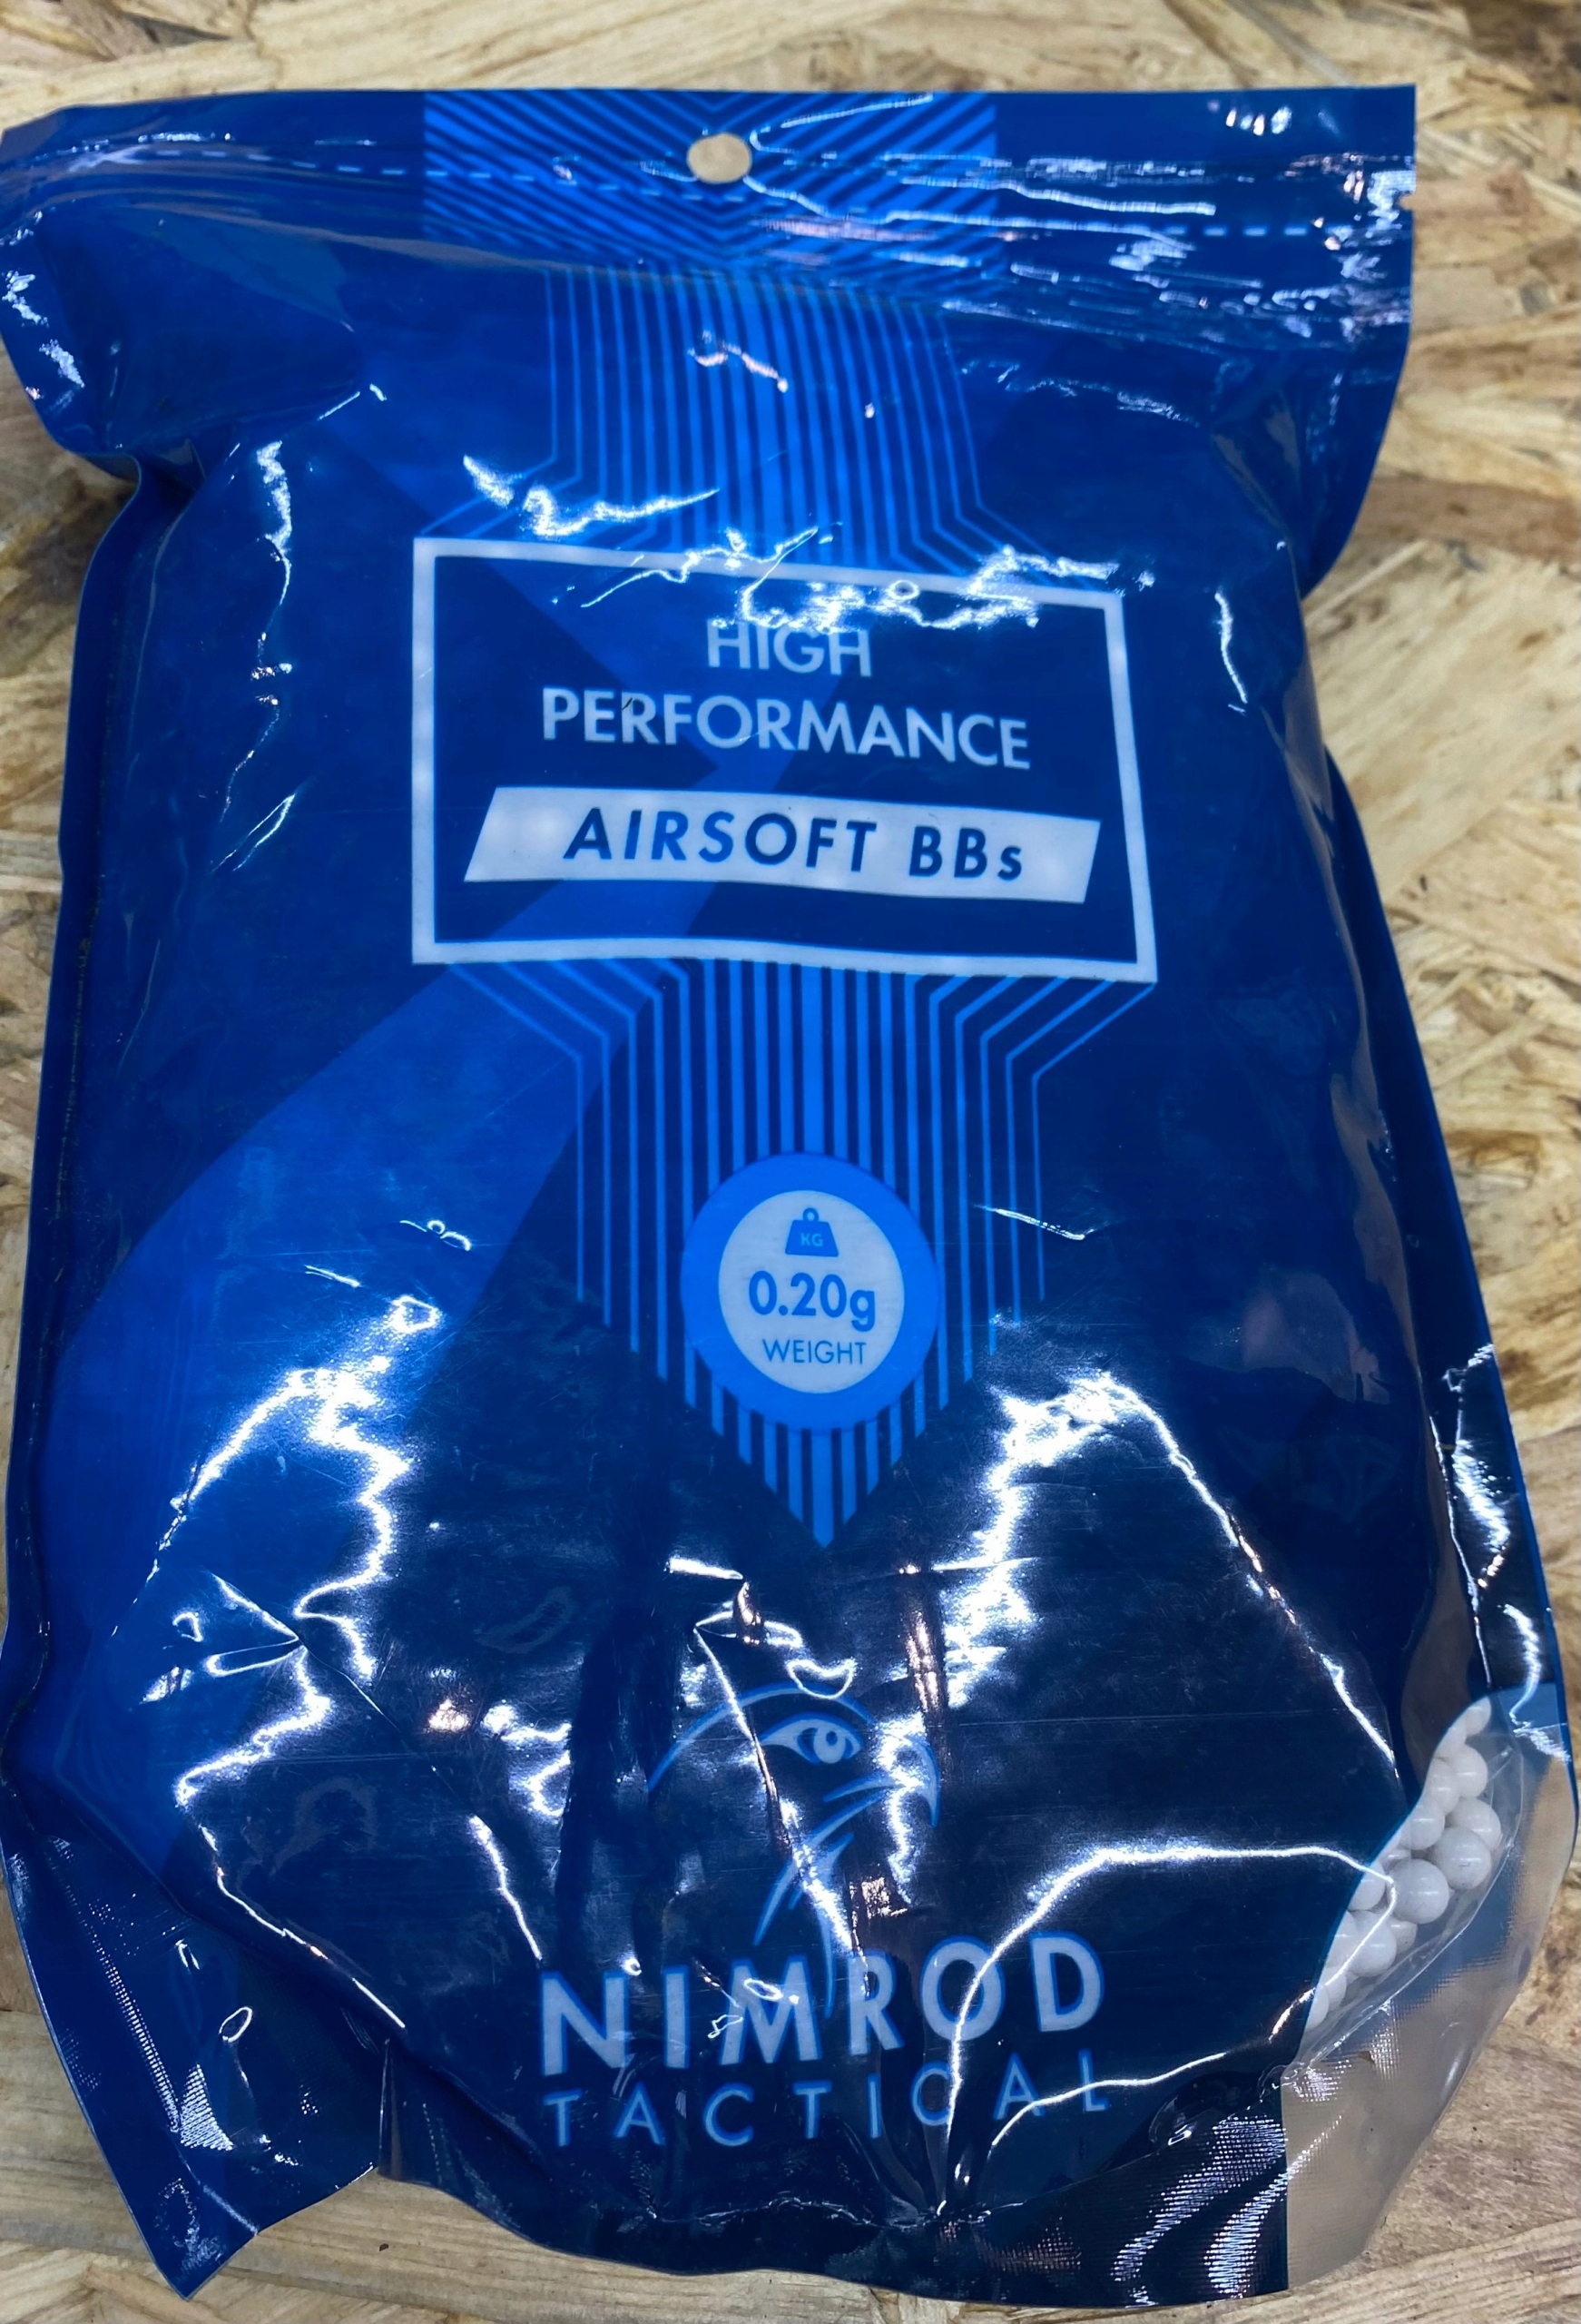 HIGH
PERFORMANCE
AIRSOFT BBs
KG
0.20g
WEIGHT
NIMROD
TACTICAL